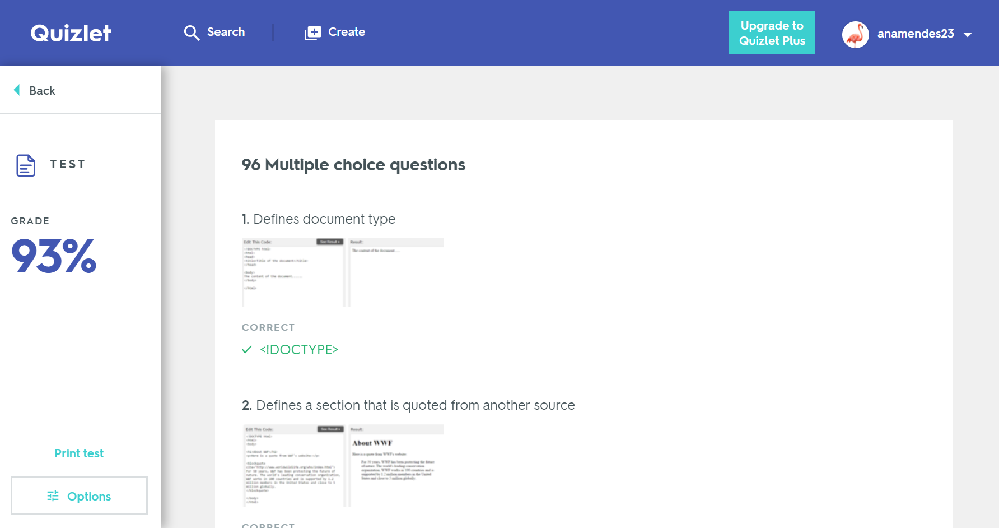 Quizlet
Search
Create
Upgrade to
Quizlet Plus
anamendes23
Back
TEST
GRADE
93%
Print test
Options
96 Multiple choice questions
1. Defines document type
Edit This Code:
See Result »
Result:
<!DOCTYPE html>
<html>
<head>
<title>Title of the document</title>
</head>
<body>
The content of the document......
</body>
</html>
The content of the document......
CORRECT
<!DOCTYPE>
2. Defines a section that is quoted from another source
Edit This Code:
See Result »
Result:
<!DOCTYPE html>
<html>
<body>
<h1>About WWF</h1>
<p>Here is a quote from WWF's website:</p>
<blockquote
cite="http://www.worldwildlife.org/who/index.html">
For 50 years, WWF has been protecting the future of
nature. The world's leading conservation organization,
WWF works in 100 countries and is supported by 1.2
million members in the United States and close to 5
million globally.
</blockquote>
</body>
</html>
About WWF
Here is a quote from WWF's website:
For 50 years, WWF has been protecting the future
of nature. The world's leading conservation
organization, WWF works in 100 countries and is
supported by 1.2 million members in the United
States and close to 5 million globally.
CORRECT